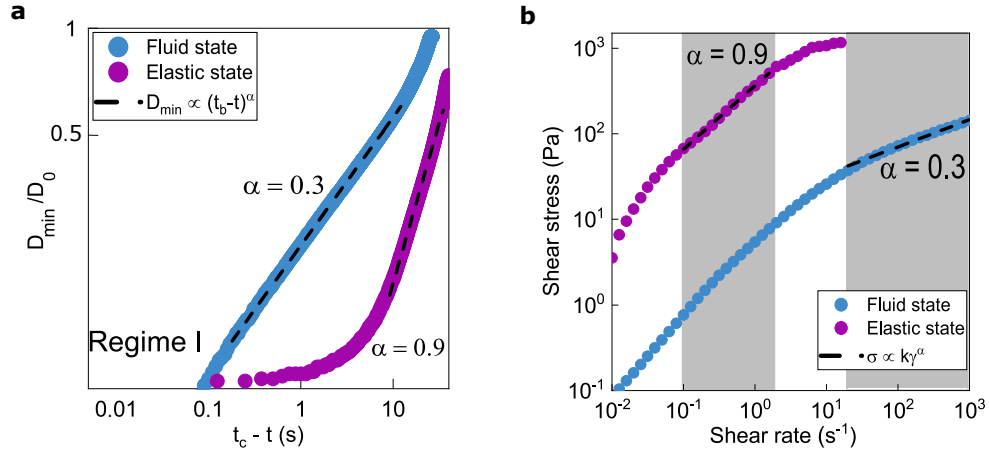 a
1
0.5
D_min/D_0
Fluid state
Elastic state
D_min ∝ (t_b-t)^α
α = 0.3
α = 0.9
Regime I
0.01
0.1
1
10
t_c - t (s)
b
10^3
10^2
10^1
10^0
10^-1
Shear stress (Pa)
α = 0.9
α = 0.3
Fluid state
Elastic state
σ ∝ kγ^α
10^-2
10^-1
10^0
10^1
10^2
10^3
Shear rate (s^-1)